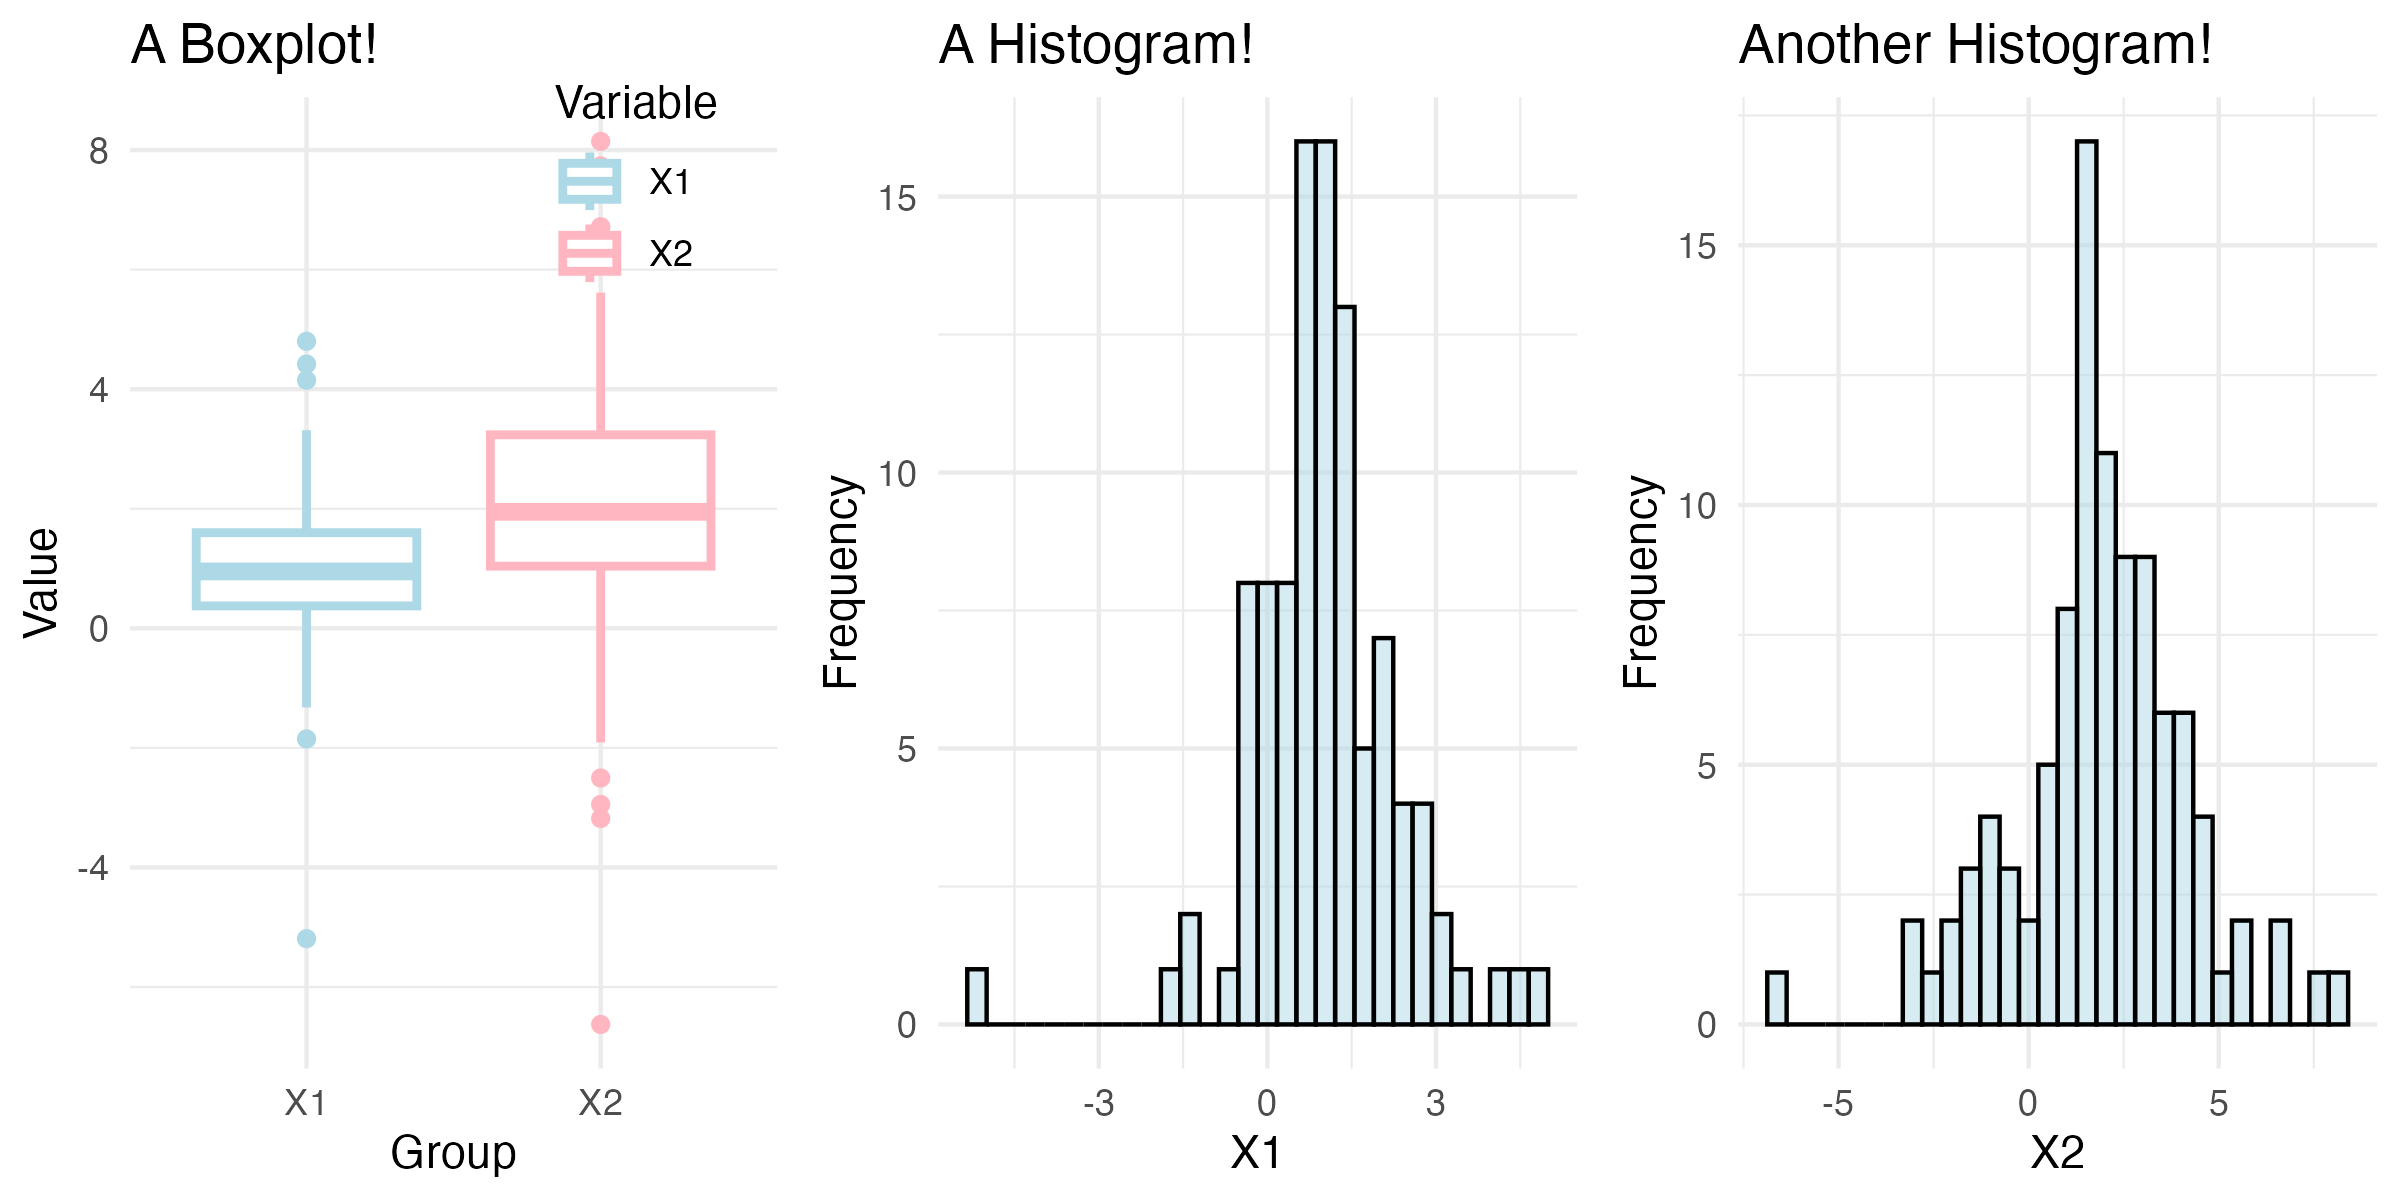 A Boxplot!
Variable
X1
X2
8
4
0
-4
Value
X1
X2
Group
A Histogram!
15
10
5
0
Frequency
-3
0
3
X1
Another Histogram!
15
10
5
0
Frequency
-5
0
5
X2